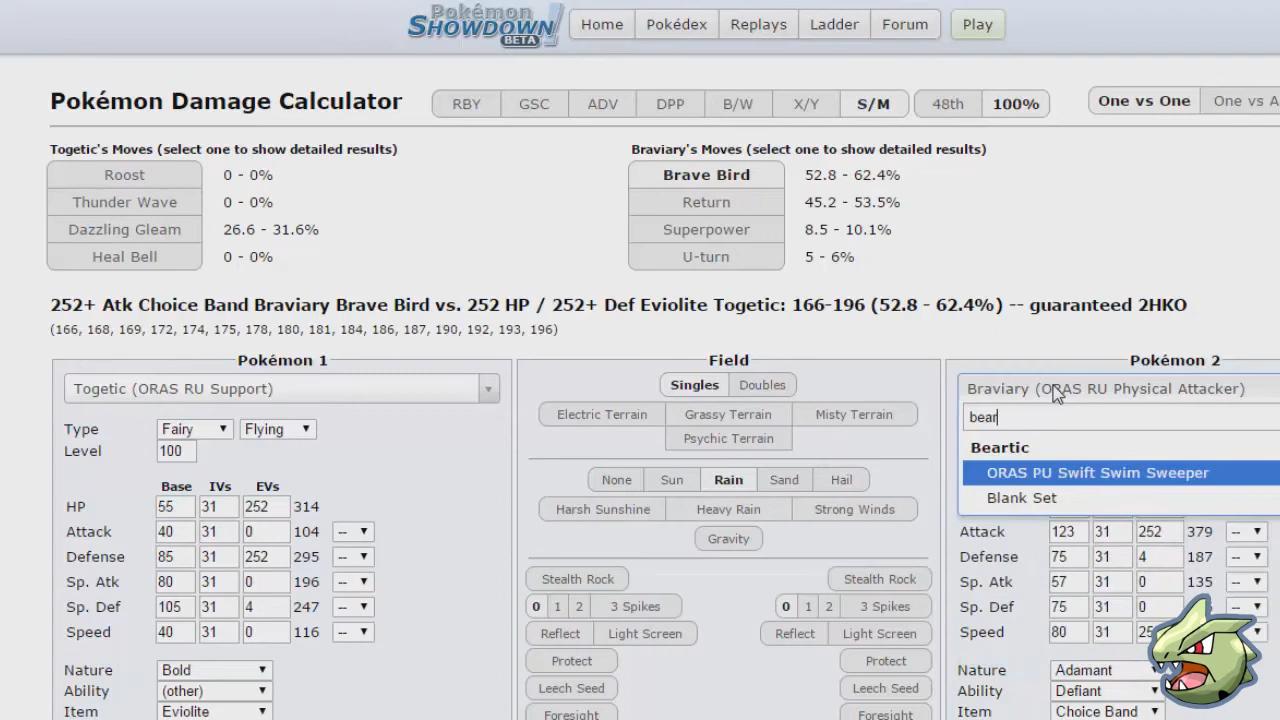 Pokémon
SHOWDOWN!
BETA
Home Pokédex Replays Ladder Forum Play
Pokémon Damage Calculator RBY GSC ADV DPP B/W X/Y S/M 48th 100% One vs One One vs A
Togetic's Moves (select one to show detailed results)
Roost 0 - 0%
Thunder Wave 0 - 0%
Dazzling Gleam 26.6 - 31.6%
Heal Bell 0 - 0%
Braviary's Moves (select one to show detailed results)
Brave Bird 52.8 - 62.4%
Return 45.2 - 53.5%
Superpower 8.5 - 10.1%
U-turn 5 - 6%
252+ Atk Choice Band Braviary Brave Bird vs. 252 HP / 252+ Def Eviolite Togetic: 166-196 (52.8 - 62.4%) -- guaranteed 2HKO
(166, 168, 169, 172, 174, 175, 178, 180, 181, 184, 186, 187, 190, 192, 193, 196)
Pokémon 1
Togetic (ORAS RU Support)
Type Fairy Flying
Level 100
Base IVs EVs
HP 55 31 252 314
Attack 40 31 0 104 --
Defense 85 31 252 295 --
Sp. Atk 80 31 0 196 --
Sp. Def 105 31 4 247 --
Speed 40 31 0 116 --
Nature Bold
Ability (other)
Item Eviolite
Field
Singles Doubles
Electric Terrain Grassy Terrain Misty Terrain
Psychic Terrain
None Sun Rain Sand Hail
Harsh Sunshine Heavy Rain Strong Winds
Gravity
Stealth Rock Stealth Rock
0 1 2 3 Spikes 0 1 2 3 Spikes
Reflect Light Screen Reflect Light Screen
Protect Protect
Leech Seed Leech Seed
Foresight Foresight
Pokémon 2
Braviary (ORAS RU Physical Attacker)
bear
Beartic
ORAS PU Swift Swim Sweeper
Blank Set
Attack 123 31 252 379 --
Defense 75 31 4 187 --
Sp. Atk 57 31 0 135 --
Sp. Def 75 31 0
Speed 80 31
Nature Adamant
Ability Defiant
Item Choice Band